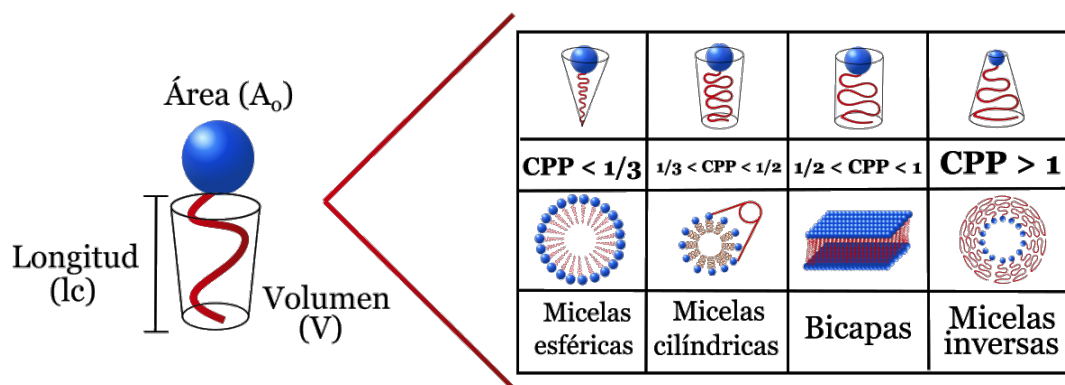 Área (A₀)
Longitud
(lc)
Volumen
(V)
CPP < 1/3
1/3 < CPP < 1/2
1/2 < CPP < 1
CPP > 1
Micelas
esféricas
Micelas
cilíndricas
Bicapas
Micelas
inversas